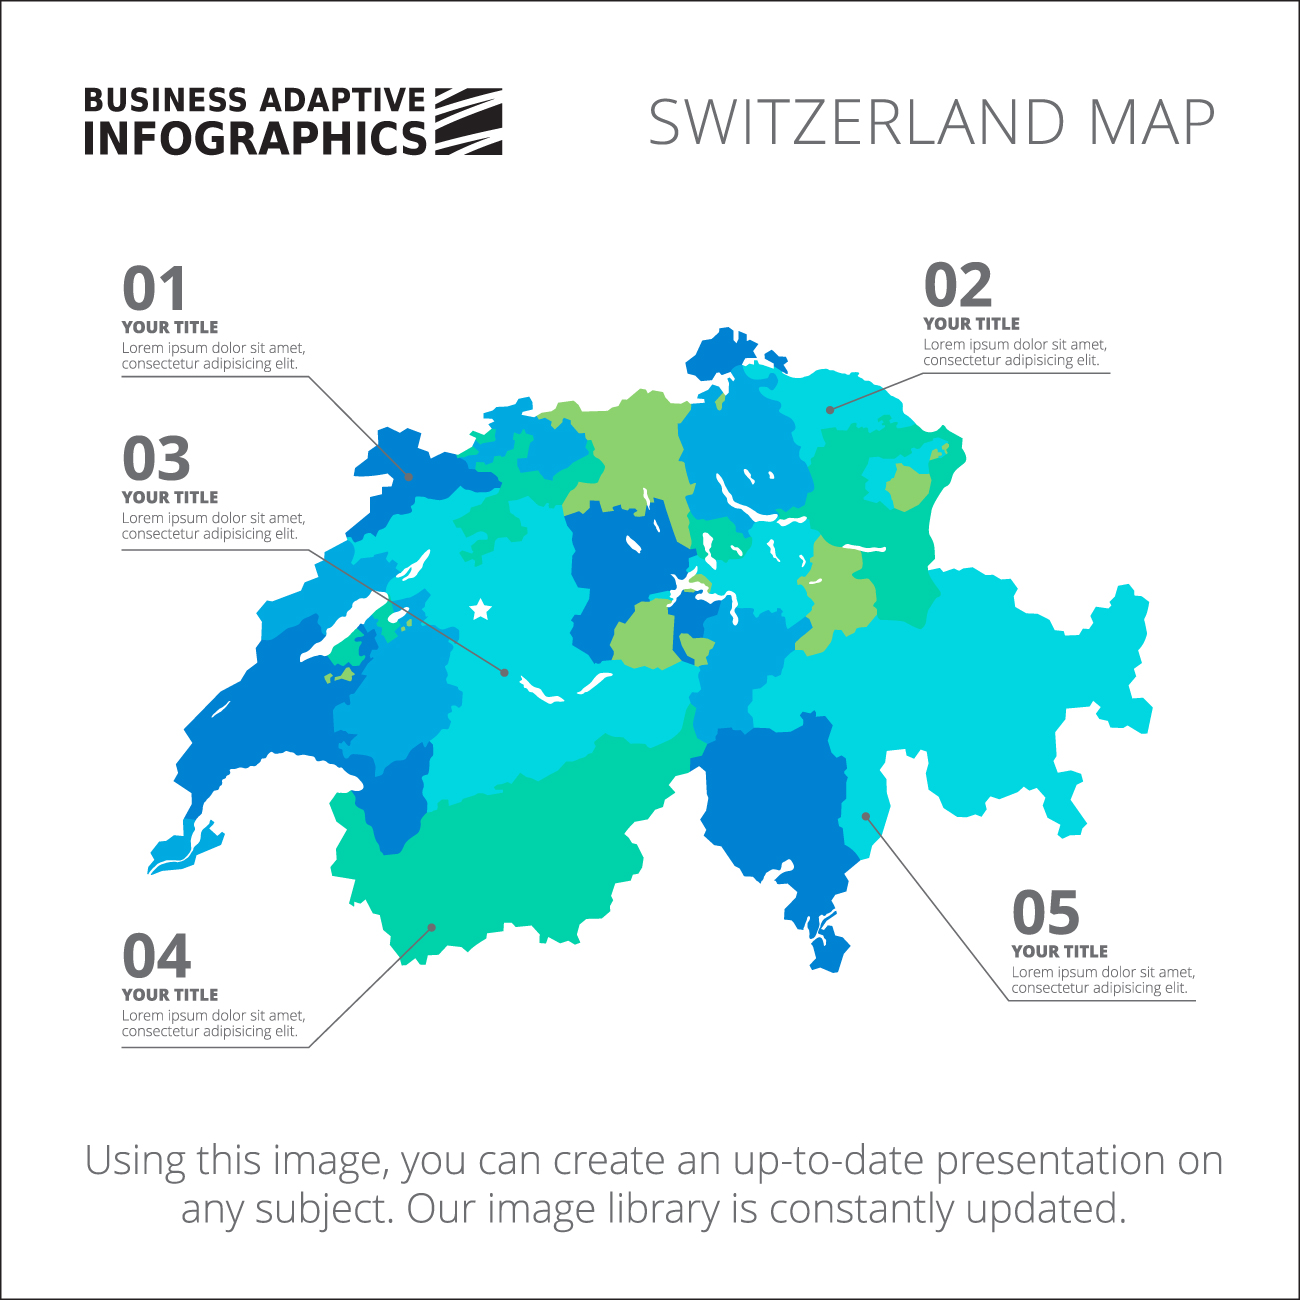 BUSINESS ADAPTIVE
INFOGRAPHICS
SWITZERLAND MAP
01
YOUR TITLE
Lorem ipsum dolor sit amet,
consectetur adipisicing elit.
02
YOUR TITLE
Lorem ipsum dolor sit amet,
consectetur adipisicing elit.
03
YOUR TITLE
Lorem ipsum dolor sit amet,
consectetur adipisicing elit.
04
YOUR TITLE
Lorem ipsum dolor sit amet,
consectetur adipisicing elit.
05
YOUR TITLE
Lorem ipsum dolor sit amet,
consectetur adipisicing elit.
Using this image, you can create an up-to-date presentation on
any subject. Our image library is constantly updated.